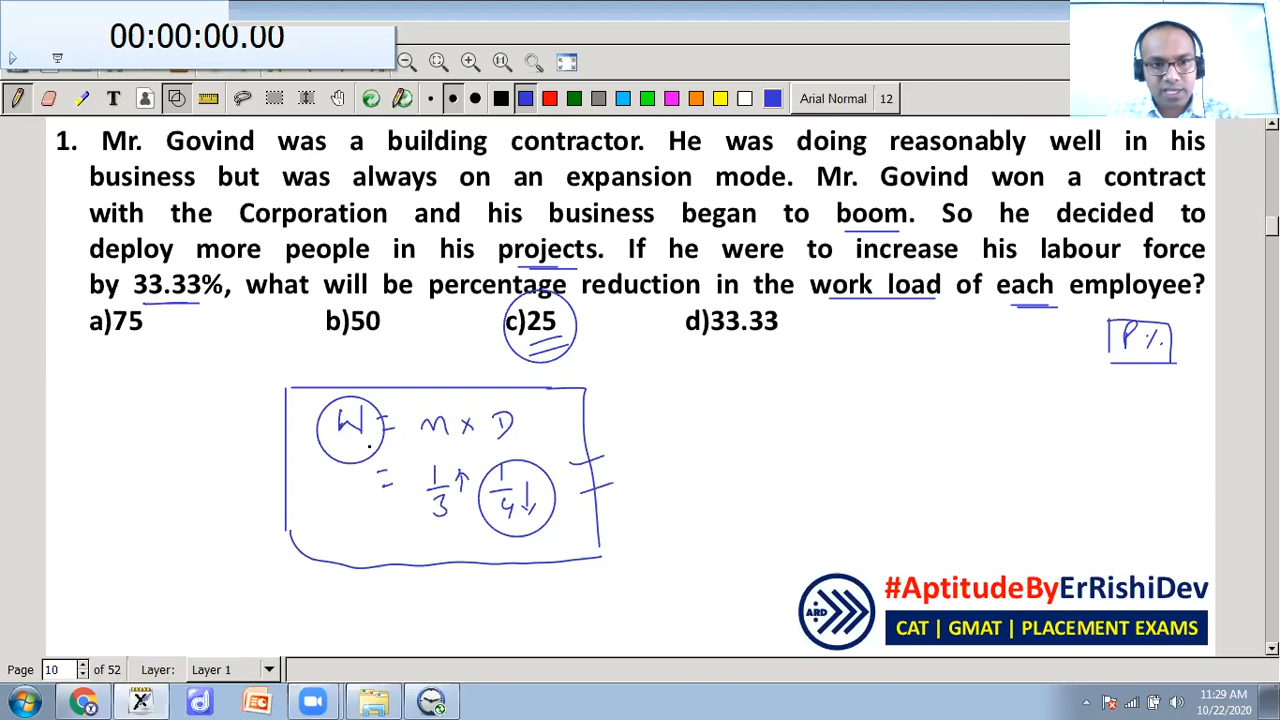 00:00:00.00
Arial Normal 12
1. Mr. Govind was a building contractor. He was doing reasonably well in his
business but was always on an expansion mode. Mr. Govind won a contract
with the Corporation and his business began to boom. So he decided to
deploy more people in his projects. If he were to increase his labour force
by 33.33%, what will be percentage reduction in the work load of each employee?
a)75 b)50 c)25 d)33.33
P %
W = M x D
= 1/3 ↑ 1/4 ↓
ARD
#AptitudeByErRishiDev
CAT | GMAT | PLACEMENT EXAMS
Page 10 of 52 Layer: Layer 1
11:29 AM
10/22/2020